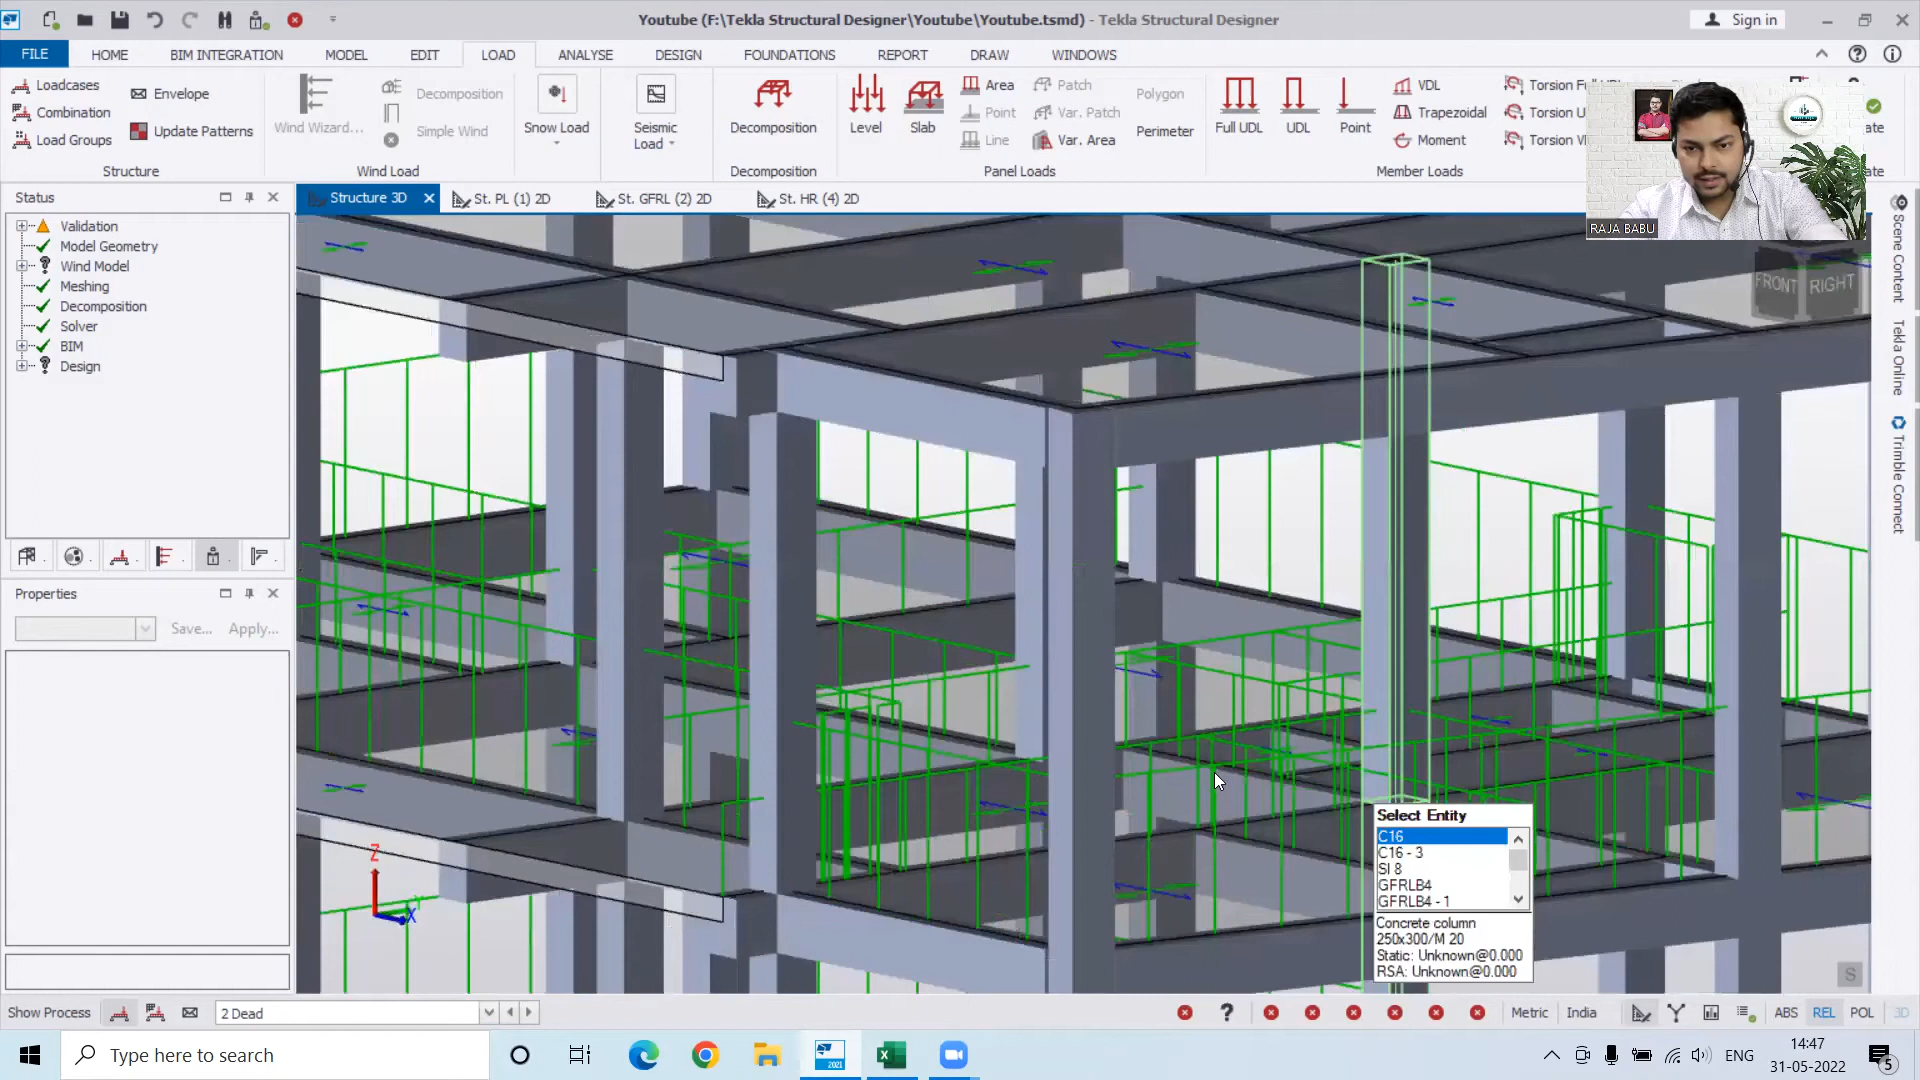 Youtube (F:\Tekla Structural Designer\Youtube\Youtube.tsmd) - Tekla Structural Designer
Sign in
FILE HOME BIM INTEGRATION MODEL EDIT LOAD ANALYSE DESIGN FOUNDATIONS REPORT DRAW WINDOWS
Loadcases
Combination
Load Groups
Envelope
Update Patterns
Structure
Wind Wizard...
Decomposition
Simple Wind
Wind Load
Snow Load
Seismic Load
Decomposition
Decomposition
Level
Slab
Area
Point
Line
Patch
Var. Patch
Var. Area
Polygon
Perimeter
Panel Loads
Full UDL
UDL
Point
VDL
Trapezoidal
Moment
Torsion
Torsion
Torsion
Member Loads
RAJA BABU
Status
Validation
Model Geometry
Wind Model
Meshing
Decomposition
Solver
BIM
Design
Structure 3D
St. PL (1) 2D
St. GFRL (2) 2D
St. HR (4) 2D
FRONT RIGHT
Scene Content
Tekla Online
Trimble Connect
Properties
Save...
Apply...
Z
X
Select Entity
C16
C16 - 3
SI 8
GFRLB4
GFRLB4 - 1
Concrete column
250x300/M 20
Static: Unknown@0.000
RSA: Unknown@0.000
S
Show Process
2 Dead
Metric India
ABS REL POL 3D
Type here to search
2021
ENG
14:47
31-05-2022
5